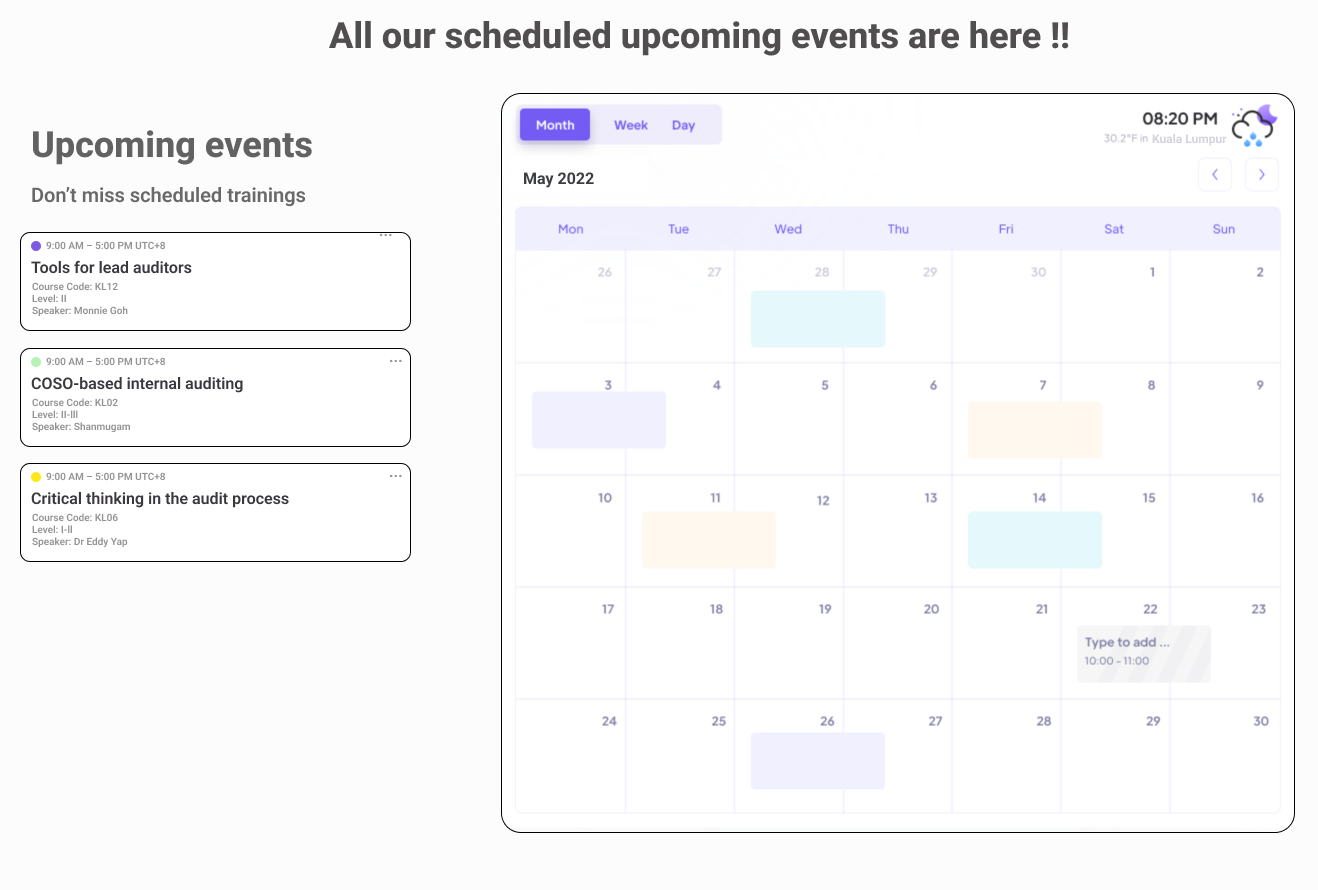 All our scheduled upcoming events are here !!
Upcoming events
Don’t miss scheduled trainings
9:00 AM – 5:00 PM UTC+8
Tools for lead auditors
Course Code: KL12
Level: II
Speaker: Monnie Goh
9:00 AM – 5:00 PM UTC+8
COSO-based internal auditing
Course Code: KL02
Level: II-III
Speaker: Shanmugam
9:00 AM – 5:00 PM UTC+8
Critical thinking in the audit process
Course Code: KL06
Level: I-II
Speaker: Dr Eddy Yap
Month Week Day
08:20 PM
30.2°F in Kuala Lumpur
May 2022
Mon Tue Wed Thu Fri Sat Sun
26 27 28 29 30 1 2
3 4 5 6 7 8 9
10 11 12 13 14 15 16
17 18 19 20 21 22 23
Type to add ...
10:00 - 11:00
24 25 26 27 28 29 30